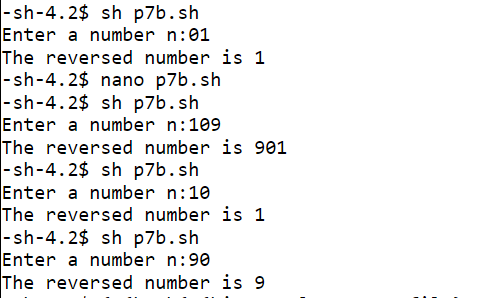 -sh-4.2$ sh p7b.sh
Enter a number n:01
The reversed number is 1
-sh-4.2$ nano p7b.sh
-sh-4.2$ sh p7b.sh
Enter a number n:109
The reversed number is 901
-sh-4.2$ sh p7b.sh
Enter a number n:10
The reversed number is 1
-sh-4.2$ sh p7b.sh
Enter a number n:90
The reversed number is 9